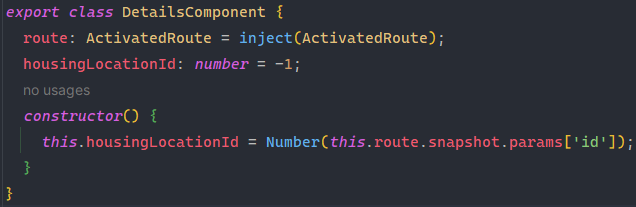 export class DetailsComponent {
route: ActivatedRoute = inject(ActivatedRoute);
housingLocationId: number = -1;
no usages
constructor() {
this.housingLocationId = Number(this.route.snapshot.params['id']);
}
}